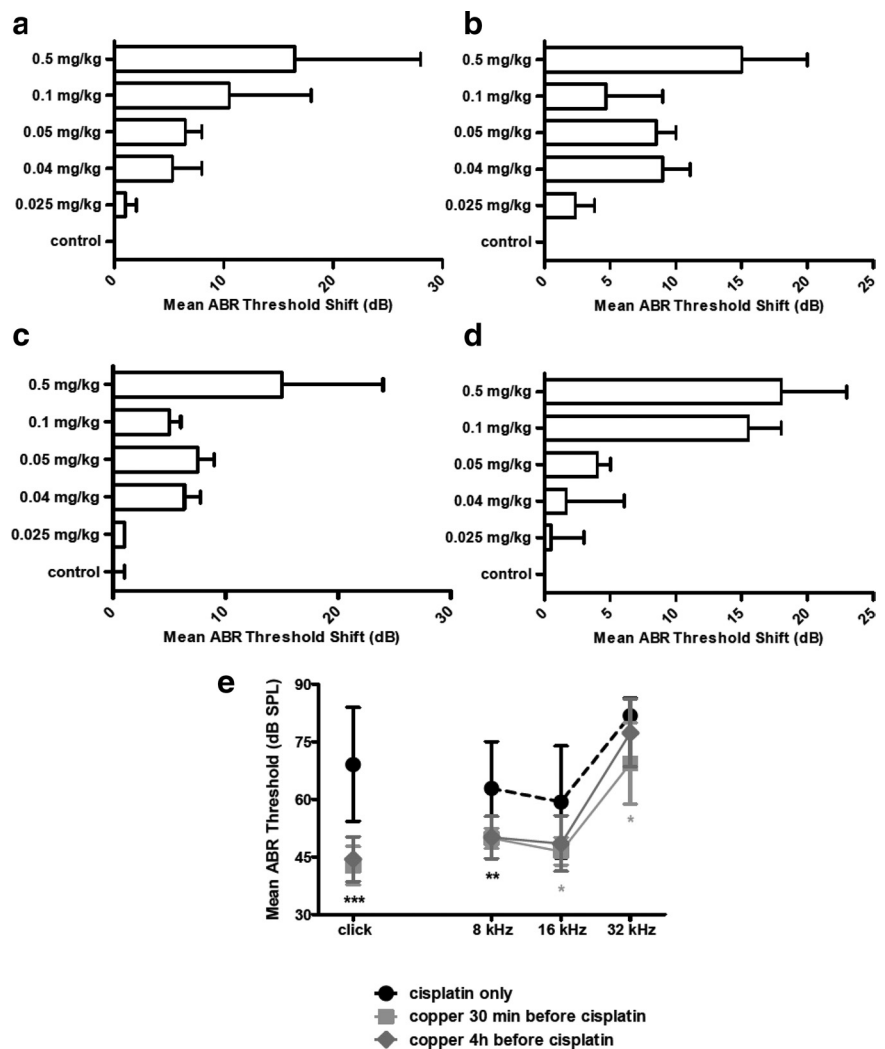 a
0.5 mg/kg
0.1 mg/kg
0.05 mg/kg
0.04 mg/kg
0.025 mg/kg
control
0 10 20 30
Mean ABR Threshold Shift (dB)
b
0.5 mg/kg
0.1 mg/kg
0.05 mg/kg
0.04 mg/kg
0.025 mg/kg
control
0 5 10 15 20 25
Mean ABR Threshold Shift (dB)
c
0.5 mg/kg
0.1 mg/kg
0.05 mg/kg
0.04 mg/kg
0.025 mg/kg
control
0 10 20 30
Mean ABR Threshold Shift (dB)
d
0.5 mg/kg
0.1 mg/kg
0.05 mg/kg
0.04 mg/kg
0.025 mg/kg
control
0 5 10 15 20 25
Mean ABR Threshold Shift (dB)
e
Mean ABR Threshold (dB SPL)
90
75
60
45
30
*** ** * *
click 8 kHz 16 kHz 32 kHz
cisplatin only
copper 30 min before cisplatin
copper 4h before cisplatin